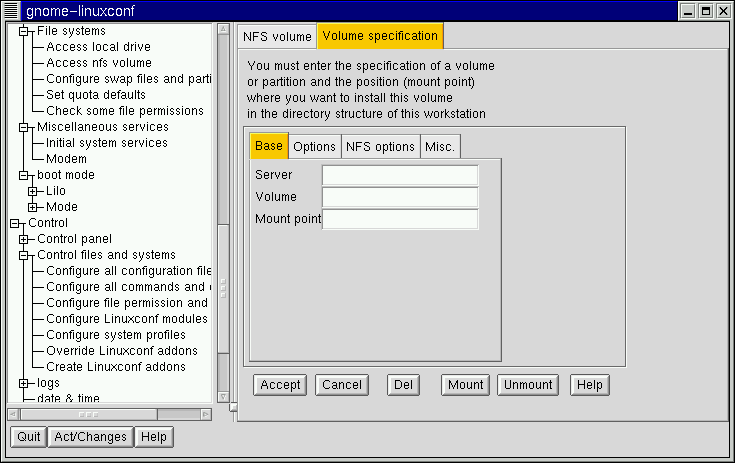 gnome-linuxconf
File systems
Access local drive
Access nfs volume
Configure swap files and parti
Set quota defaults
Check some file permissions
Miscellaneous services
Initial system services
Modem
boot mode
Lilo
Mode
Control
Control panel
Control files and systems
Configure all configuration file
Configure all commands and
Configure file permission and
Configure Linuxconf modules
Configure system profiles
Override Linuxconf addons
Create Linuxconf addons
logs
date & time
NFS volume Volume specification
You must enter the specification of a volume
or partition and the position (mount point)
where you want to install this volume
in the directory structure of this workstation
Base Options NFS options Misc.
Server
Volume
Mount point
Accept Cancel Del Mount Unmount Help
Quit Act/Changes Help